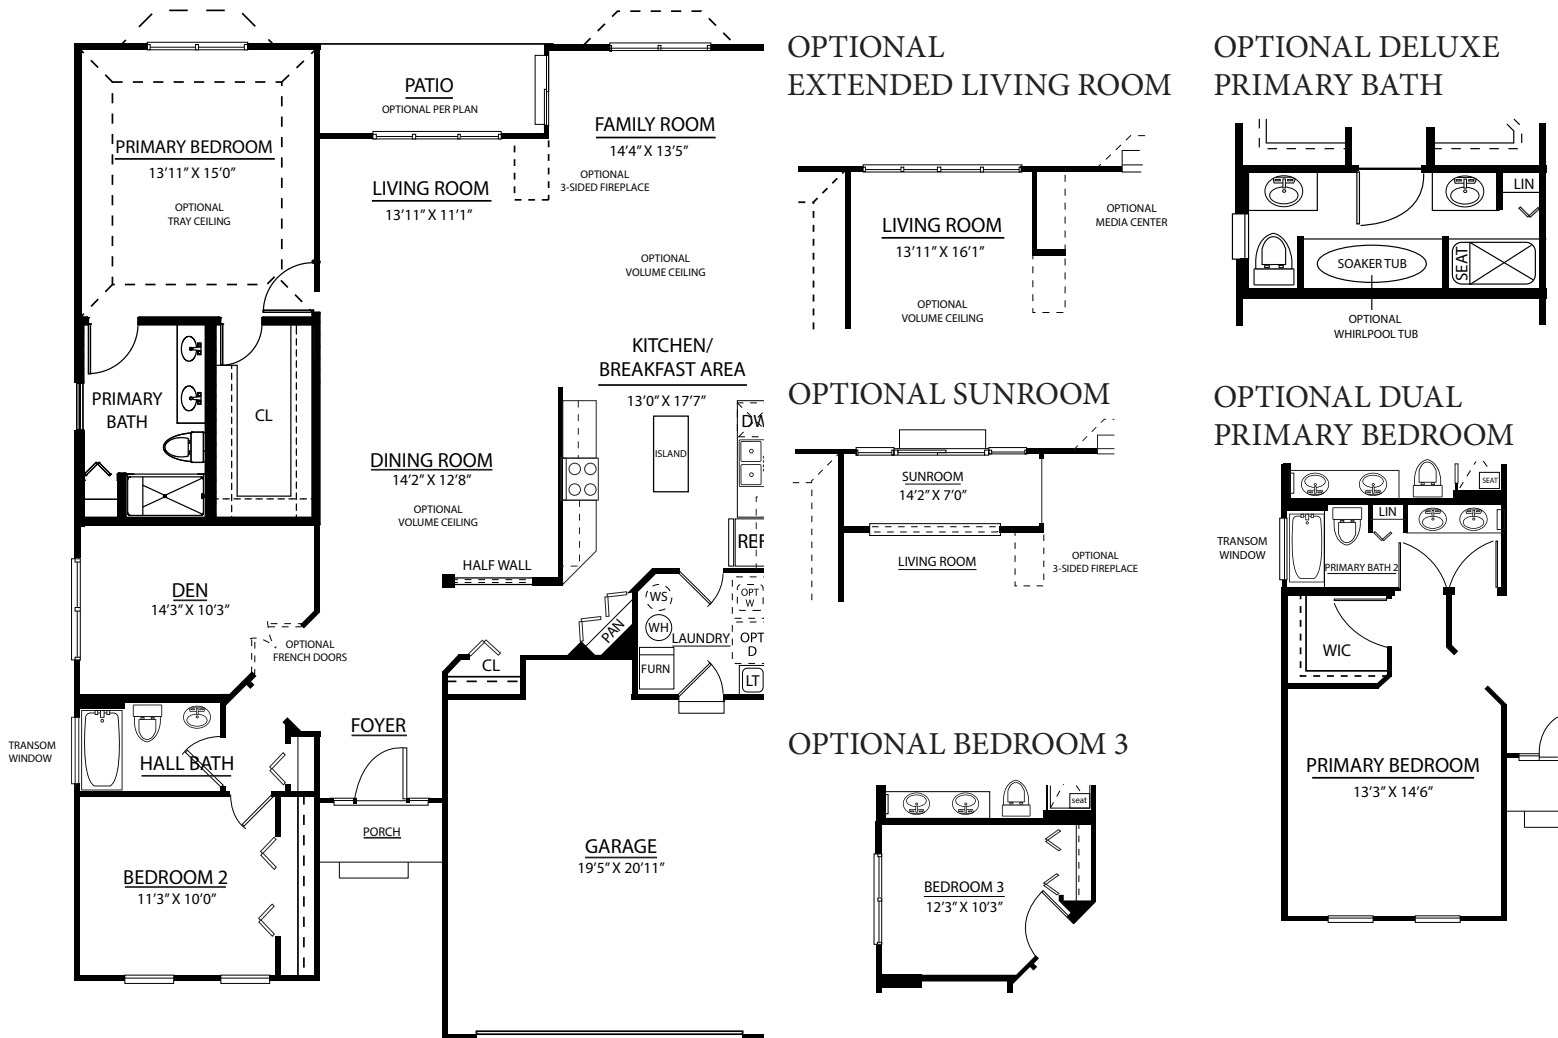 PATIO
OPTIONAL PER PLAN
PRIMARY BEDROOM
13'11" X 15'0"
OPTIONAL
TRAY CEILING
LIVING ROOM
13'11" X 11'1"
FAMILY ROOM
14'4" X 13'5"
OPTIONAL
3-SIDED FIREPLACE
OPTIONAL
VOLUME CEILING
KITCHEN/
BREAKFAST AREA
13'0" X 17'7"
ISLAND
DW
REF
PRIMARY
BATH
CL
DINING ROOM
14'2" X 12'8"
OPTIONAL
VOLUME CEILING
HALF WALL
DEN
14'3" X 10'3"
OPTIONAL
FRENCH DOORS
WS
WH
PAN
LAUNDRY
OPT
W
OPT
D
FURN
LT
CL
TRANSOM
WINDOW
HALL BATH
FOYER
PORCH
BEDROOM 2
11'3" X 10'0"
GARAGE
19'5" X 20'11"
OPTIONAL
EXTENDED LIVING ROOM
LIVING ROOM
13'11" X 16'1"
OPTIONAL
VOLUME CEILING
OPTIONAL
MEDIA CENTER
OPTIONAL SUNROOM
SUNROOM
14'2" X 7'0"
LIVING ROOM
OPTIONAL
3-SIDED FIREPLACE
OPTIONAL BEDROOM 3
seat
BEDROOM 3
12'3" X 10'3"
OPTIONAL DELUXE
PRIMARY BATH
LIN
SOAKER TUB
SEAT
OPTIONAL
WHIRLPOOL TUB
OPTIONAL DUAL
PRIMARY BEDROOM
SEAT
LIN
TRANSOM
WINDOW
PRIMARY BATH 2
WIC
PRIMARY BEDROOM
13'3" X 14'6"